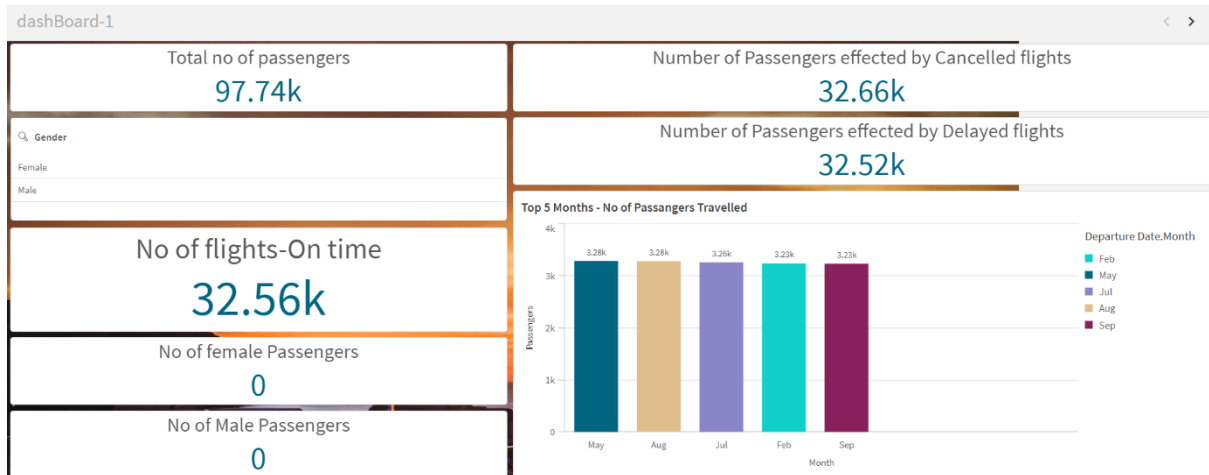 dashBoard-1
Total no of passengers
97.74k
Number of Passengers effected by Cancelled flights
32.66k
Gender
Female
Male
Number of Passengers effected by Delayed flights
32.52k
No of flights-On time
32.56k
No of female Passengers
0
No of Male Passengers
0
Top 5 Months - No of Passangers Travelled
Passengers
4k
3k
2k
1k
0
3.28k
3.28k
3.26k
3.23k
3.23k
May
Aug
Jul
Feb
Sep
Month
Departure Date.Month
Feb
May
Jul
Aug
Sep